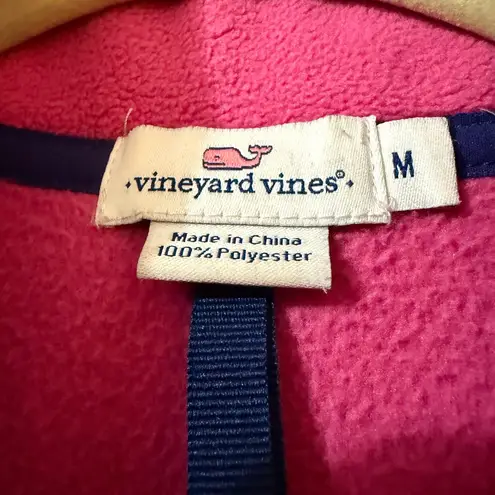 vineyard vines®
M
Made in China
100% Polyester